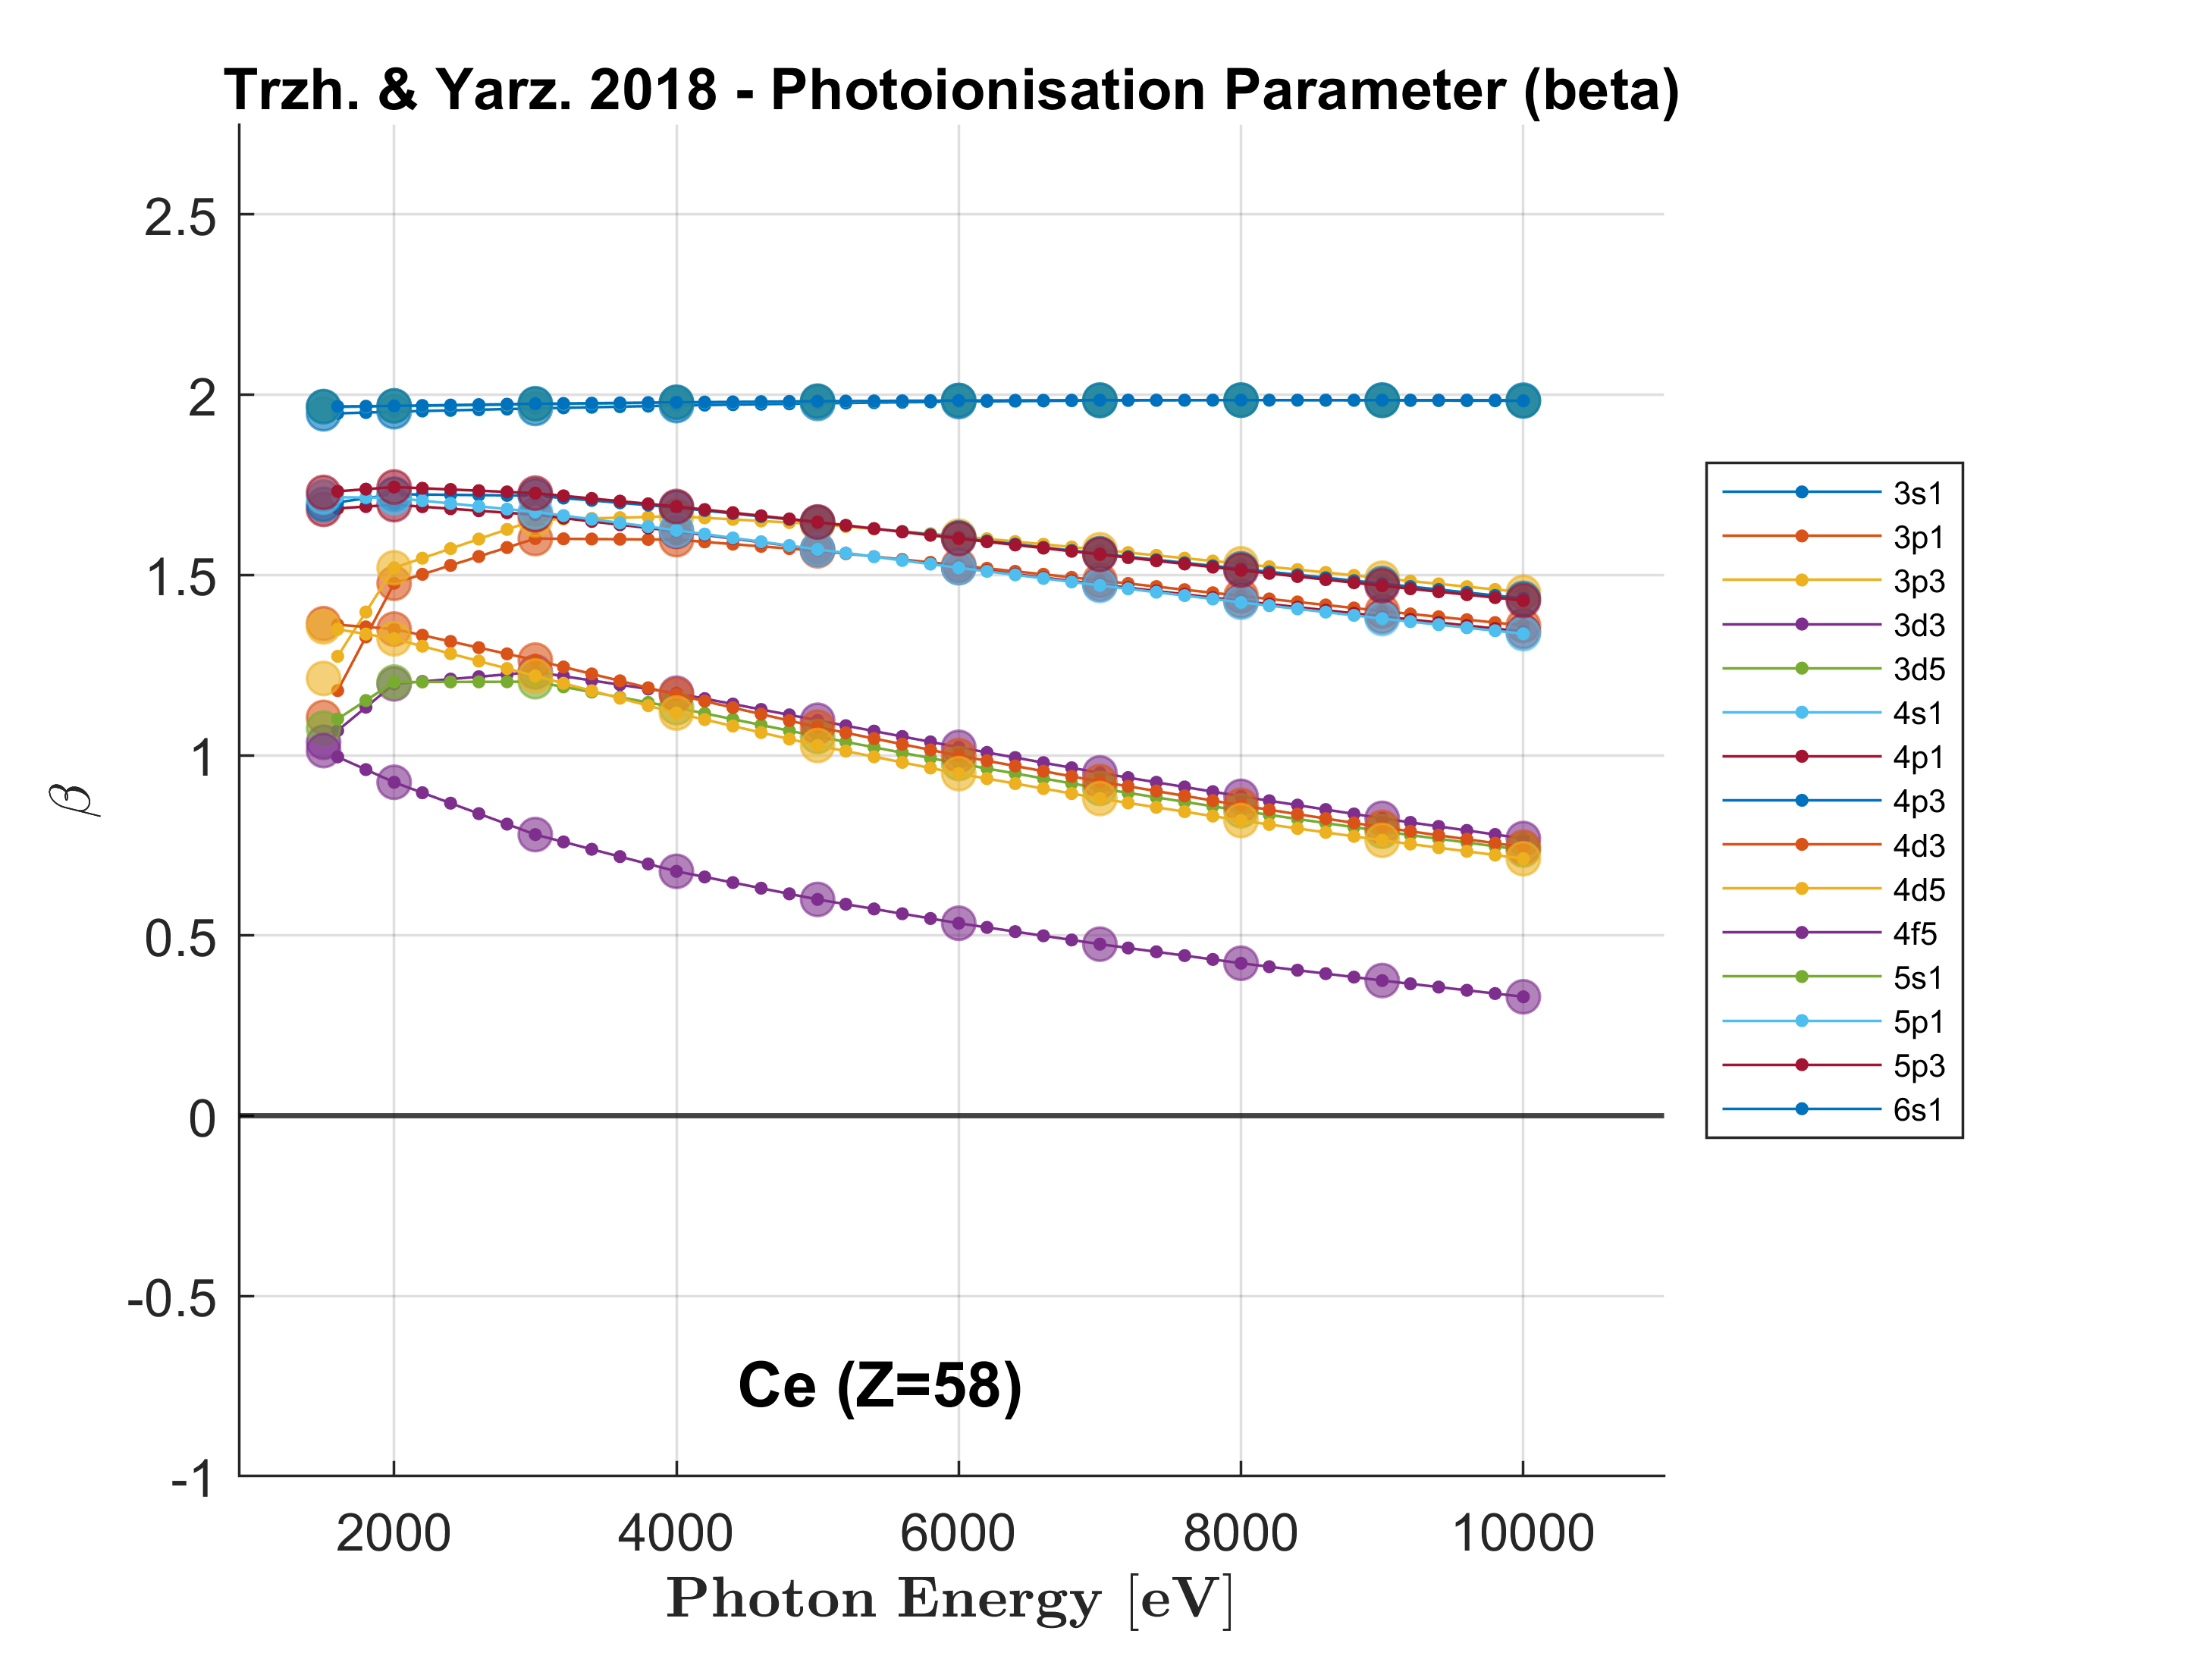 Trzh. & Yarz. 2018 - Photoionisation Parameter (beta)
2.5
2
1.5
1
0.5
0
-0.5
-1
β
2000 4000 6000 8000 10000
Photon Energy [eV]
Ce (Z=58)
3s1
3p1
3p3
3d3
3d5
4s1
4p1
4p3
4d3
4d5
4f5
5s1
5p1
5p3
6s1